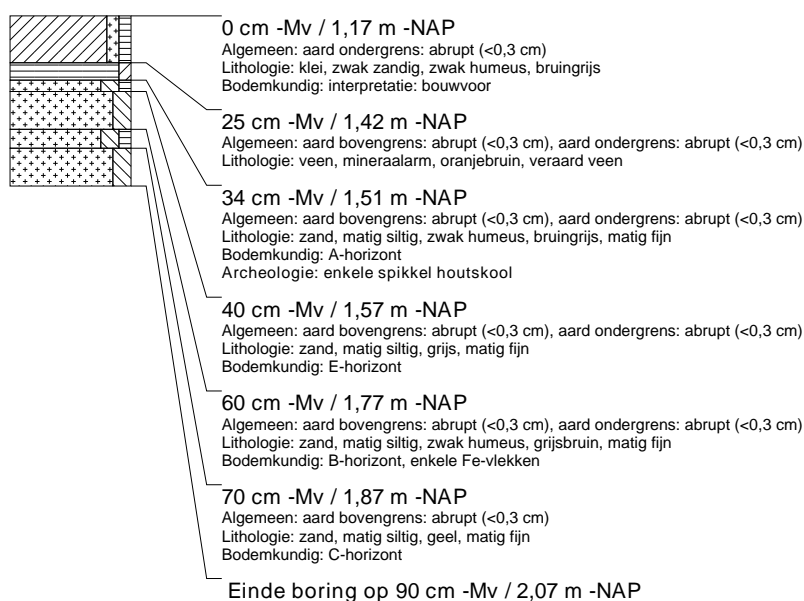 0 cm -Mv / 1,17 m -NAP
Algemeen: aard ondergrens: abrupt (<0,3 cm)
Lithologie: klei, zwak zandig, zwak humeus, bruingrijs
Bodemkundig: interpretatie: bouwvoor
25 cm -Mv / 1,42 m -NAP
Algemeen: aard bovengrens: abrupt (<0,3 cm), aard ondergrens: abrupt (<0,3 cm)
Lithologie: veen, mineraalarm, oranjebruin, veraard veen
34 cm -Mv / 1,51 m -NAP
Algemeen: aard bovengrens: abrupt (<0,3 cm), aard ondergrens: abrupt (<0,3 cm)
Lithologie: zand, matig siltig, zwak humeus, bruingrijs, matig fijn
Bodemkundig: A-horizont
Archeologie: enkele spikkel houtskool
40 cm -Mv / 1,57 m -NAP
Algemeen: aard bovengrens: abrupt (<0,3 cm), aard ondergrens: abrupt (<0,3 cm)
Lithologie: zand, matig siltig, grijs, matig fijn
Bodemkundig: E-horizont
60 cm -Mv / 1,77 m -NAP
Algemeen: aard bovengrens: abrupt (<0,3 cm), aard ondergrens: abrupt (<0,3 cm)
Lithologie: zand, matig siltig, zwak humeus, grijsbruin, matig fijn
Bodemkundig: B-horizont, enkele Fe-vlekken
70 cm -Mv / 1,87 m -NAP
Algemeen: aard bovengrens: abrupt (<0,3 cm)
Lithologie: zand, matig siltig, geel, matig fijn
Bodemkundig: C-horizont
Einde boring op 90 cm -Mv / 2,07 m -NAP